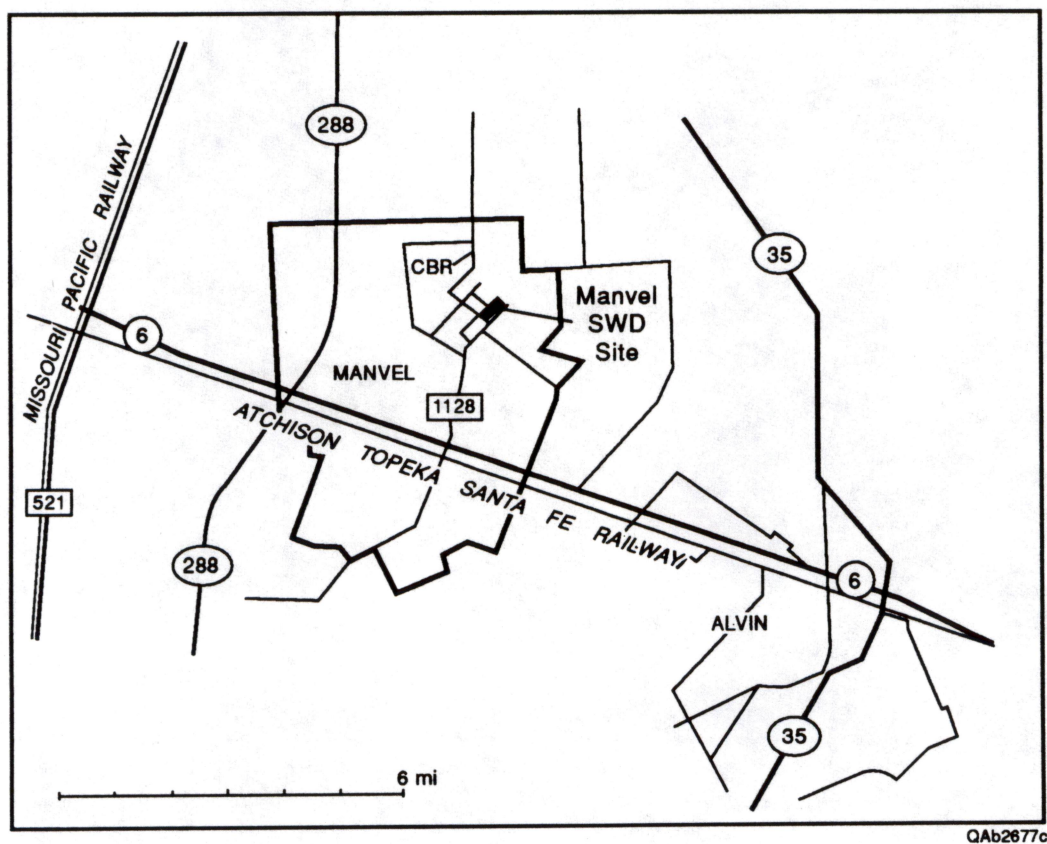 288
MISSOURI PACIFIC RAILWAY
35
CBR
Manvel
SWD
Site
6
MANVEL
1128
ATCHISON TOPEKA SANTA FE RAILWAY
521
288
6
ALVIN
35
6 mi
QAb2677c